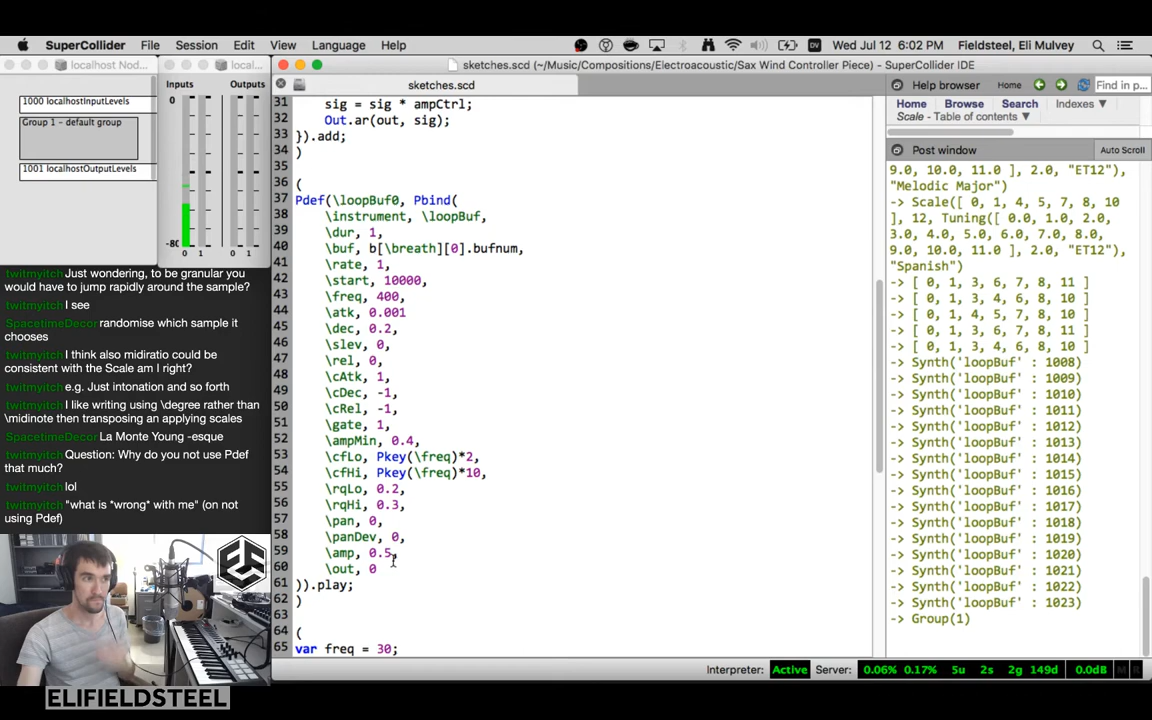 SuperCollider File Session Edit View Language Help
Wed Jul 12 6:02 PM Fieldsteel, Eli Mulvey
localhost Nod...
local...
sketches.scd (~/Music/Compositions/Electroacoustic/Sax Wind Controller Piece) - SuperCollider IDE
1000 localhostInputLevels
Group 1 - default group
1001 localhostOutputLevels
Inputs Outputs
0
-80
0 1 0 1
twitmyitch Just wondering, to be granular you
would have to jump rapidly around the sample?
twitmyitch I see
SpacetimeDecor randomise which sample it
chooses
twitmyitch I think also midiratio could be
consistent with the Scale am I right?
twitmyitch e.g. Just intonation and so forth
twitmyitch I like writing using \degree rather than
\midinote then transposing an applying scales
SpacetimeDecor La Monte Young -esque
twitmyitch Question: Why do you not use Pdef
that much?
twitmyitch lol
twitmyitch "what is *wrong* with me" (on not
using Pdef)
ELIFIELDSTEEL
sketches.scd
31 sig = sig * ampCtrl;
32 Out.ar(out, sig);
33 }).add;
34 )
35
36 (
37 Pdef(\loopBuf0, Pbind(
38 \instrument, \loopBuf,
39 \dur, 1,
40 \buf, b[\breath][0].bufnum,
41 \rate, 1,
42 \start, 10000,
43 \freq, 400,
44 \atk, 0.001
45 \dec, 0.2,
46 \slev, 0,
47 \rel, 0,
48 \cAtk, 1,
49 \cDec, -1,
50 \cRel, -1,
51 \gate, 1,
52 \ampMin, 0.4,
53 \cfLo, Pkey(\freq)*2,
54 \cfHi, Pkey(\freq)*10,
55 \rqLo, 0.2,
56 \rqHi, 0.3,
57 \pan, 0,
58 \panDev, 0,
59 \amp, 0.5,
60 \out, 0
61 )).play;
62 )
63
64 (
65 var freq = 30;
Help browser Home Find in p...
Home Browse Search Indexes ▼
Scale - Table of contents ▼
Post window Auto Scroll
9.0, 10.0, 11.0 ], 2.0, "ET12"),
"Melodic Major")
-> Scale([ 0, 1, 4, 5, 7, 8, 10
], 12, Tuning([ 0.0, 1.0, 2.0,
3.0, 4.0, 5.0, 6.0, 7.0, 8.0,
9.0, 10.0, 11.0 ], 2.0, "ET12"),
"Spanish")
-> [ 0, 1, 3, 6, 7, 8, 11 ]
-> [ 0, 1, 3, 4, 6, 8, 10 ]
-> [ 0, 1, 4, 5, 7, 8, 10 ]
-> [ 0, 1, 3, 6, 7, 8, 11 ]
-> [ 0, 1, 3, 4, 6, 8, 10 ]
-> Synth('loopBuf' : 1008)
-> Synth('loopBuf' : 1009)
-> Synth('loopBuf' : 1010)
-> Synth('loopBuf' : 1011)
-> Synth('loopBuf' : 1012)
-> Synth('loopBuf' : 1013)
-> Synth('loopBuf' : 1014)
-> Synth('loopBuf' : 1015)
-> Synth('loopBuf' : 1016)
-> Synth('loopBuf' : 1017)
-> Synth('loopBuf' : 1018)
-> Synth('loopBuf' : 1019)
-> Synth('loopBuf' : 1020)
-> Synth('loopBuf' : 1021)
-> Synth('loopBuf' : 1022)
-> Synth('loopBuf' : 1023)
-> Group(1)
Interpreter: Active Server: 0.06% 0.17% 5u 2s 2g 149d 0.0dB M R